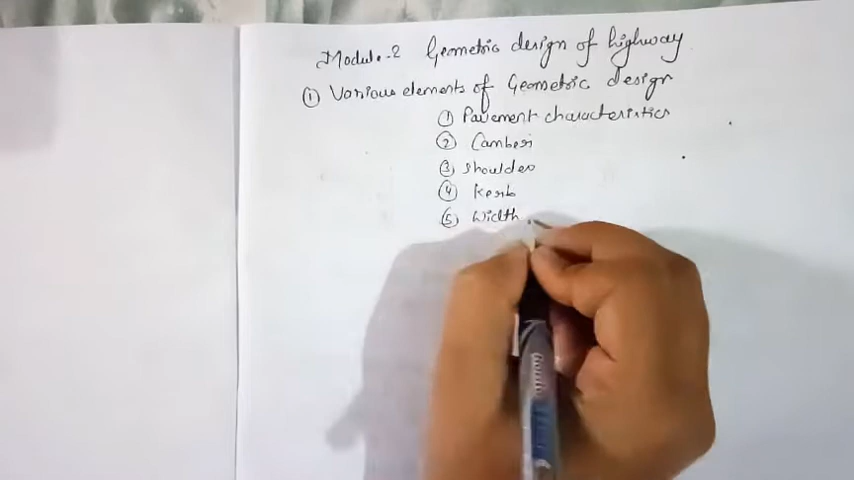 Module-2 Geometric design of highway
① Various elements of Geometric design
① Pavement characteristics
② Camber
③ shoulder
④ Kerb
⑤ Width